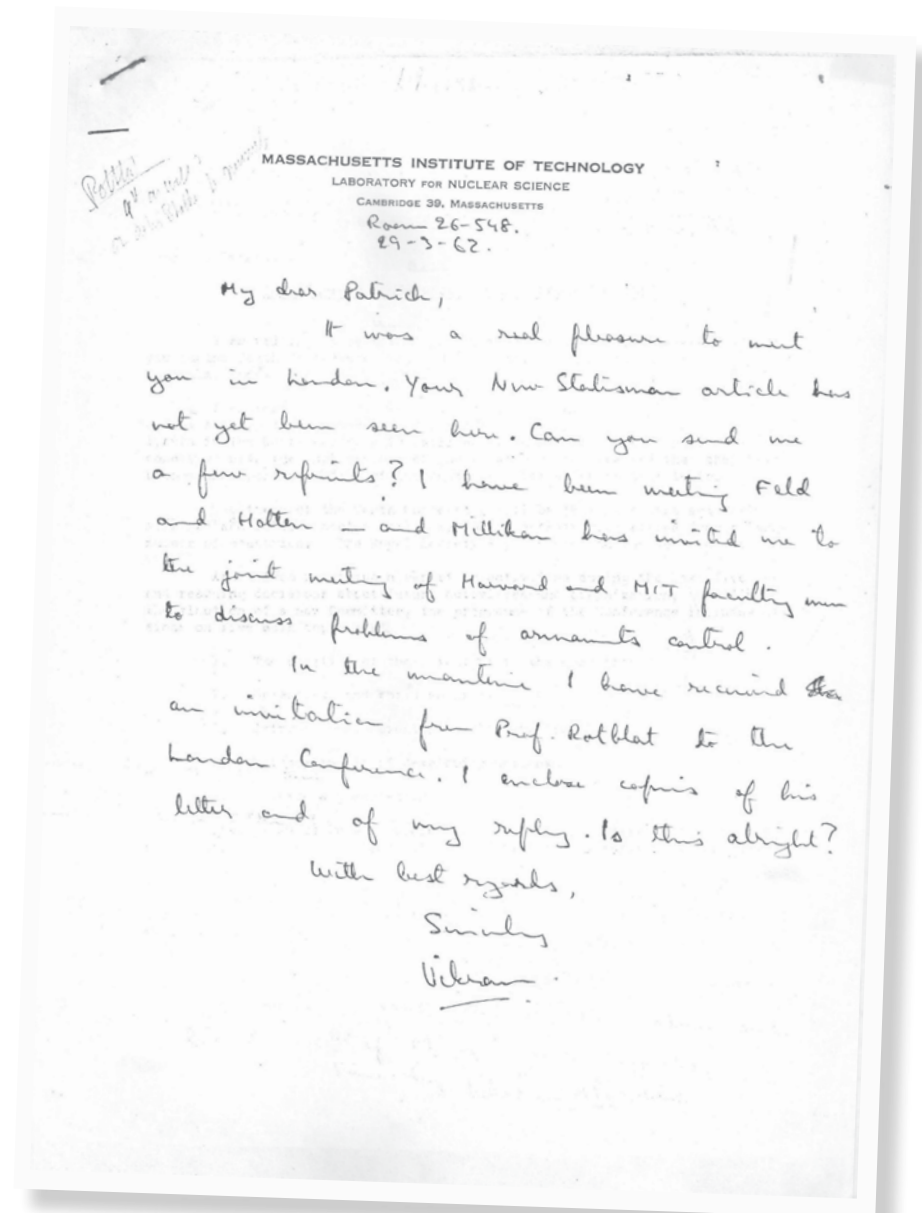 Rotblat
MASSACHUSETTS INSTITUTE OF TECHNOLOGY
LABORATORY FOR NUCLEAR SCIENCE
CAMBRIDGE 39, MASSACHUSETTS
Room 26-548.
29-3-62.
My dear Patrick,
It was a real pleasure to meet
you in London. Your New Statesman article has
not yet been seen here. Can you send me
a few reprints? I have been meeting Feld
and Holten and Millikan has invited me to
the joint meeting of Harvard and M.I.T. faculty men
to discuss problems of armaments control.
In the meantime I have received
an invitation from Prof. Rotblat to the
London Conference. I enclose copies of his
letter and of my reply. Is this alright?
With best regards,
Sincerely
Vikram.